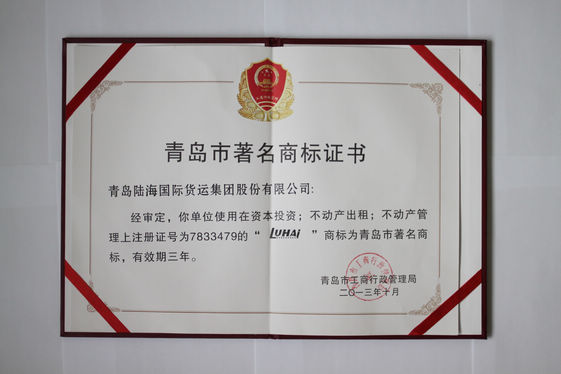 青岛市著名商标证书
青岛陆海国际货运集团股份有限公司:
经审定，你单位使用在资本投资；不动产出租；不动产管
理上注册证号为7833479的“ LUHAi ”商标为青岛市著名商
标，有效期三年。
青岛市工商行政管理局
二〇一三年十月